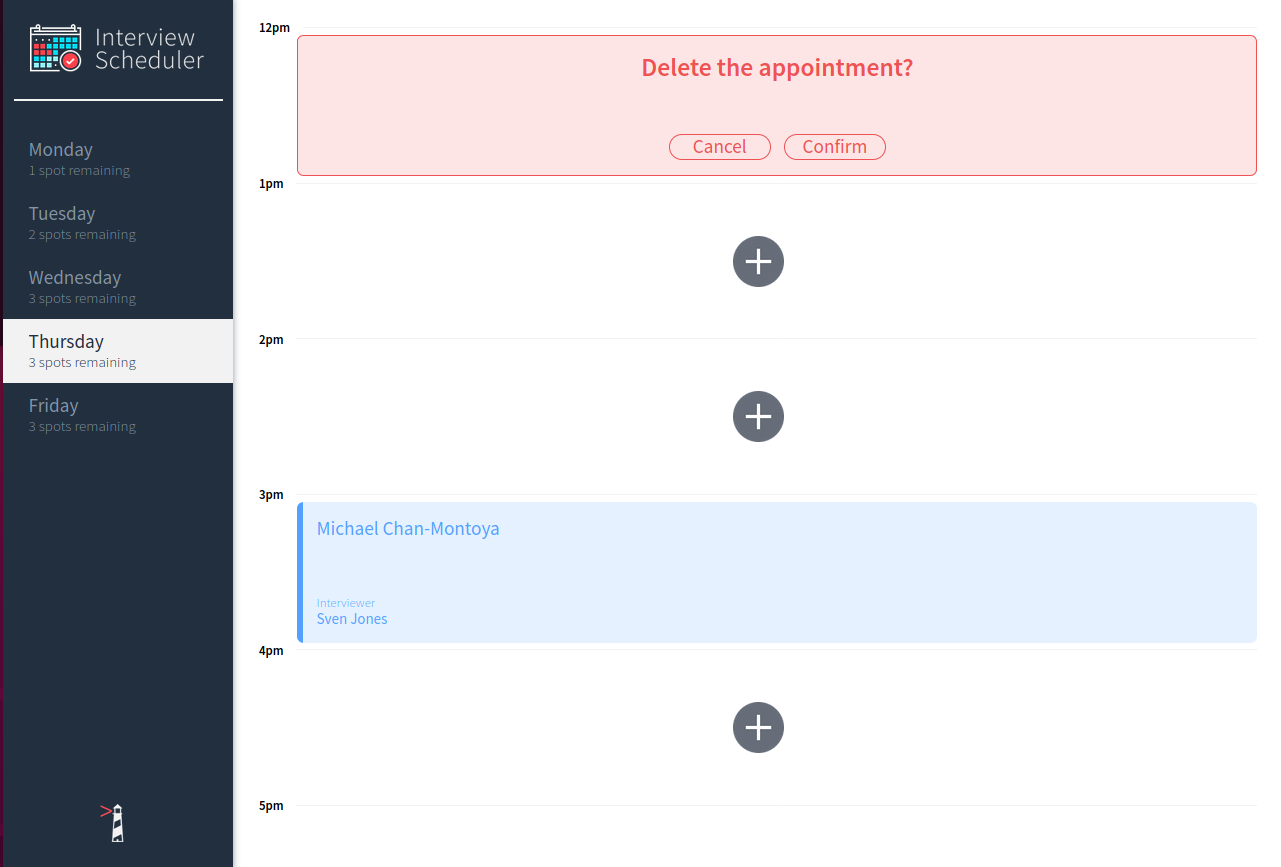 Interview
Scheduler
Monday
1 spot remaining
Tuesday
2 spots remaining
Wednesday
3 spots remaining
Thursday
3 spots remaining
Friday
3 spots remaining
12pm
Delete the appointment?
Cancel Confirm
1pm
2pm
3pm
Michael Chan-Montoya
Interviewer
Sven Jones
4pm
5pm